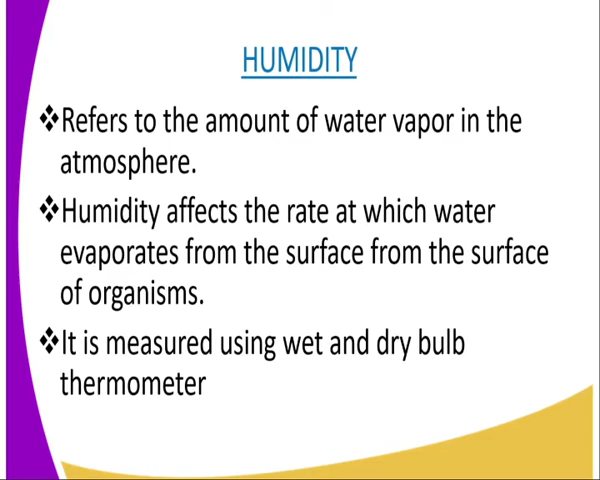 HUMIDITY
❖Refers to the amount of water vapor in the
atmosphere.
❖Humidity affects the rate at which water
evaporates from the surface from the surface
of organisms.
❖It is measured using wet and dry bulb
thermometer